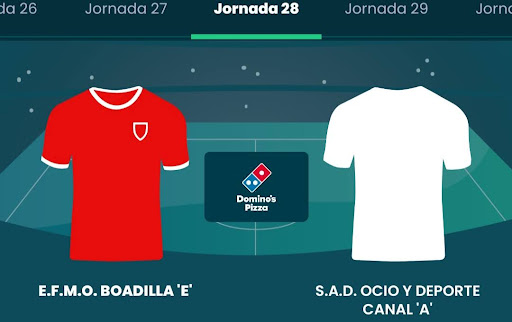 da 26 Jornada 27 Jornada 28 Jornada 29 Jorna
Domino's
Pizza
E.F.M.O. BOADILLA 'E' S.A.D. OCIO Y DEPORTE
CANAL 'A'